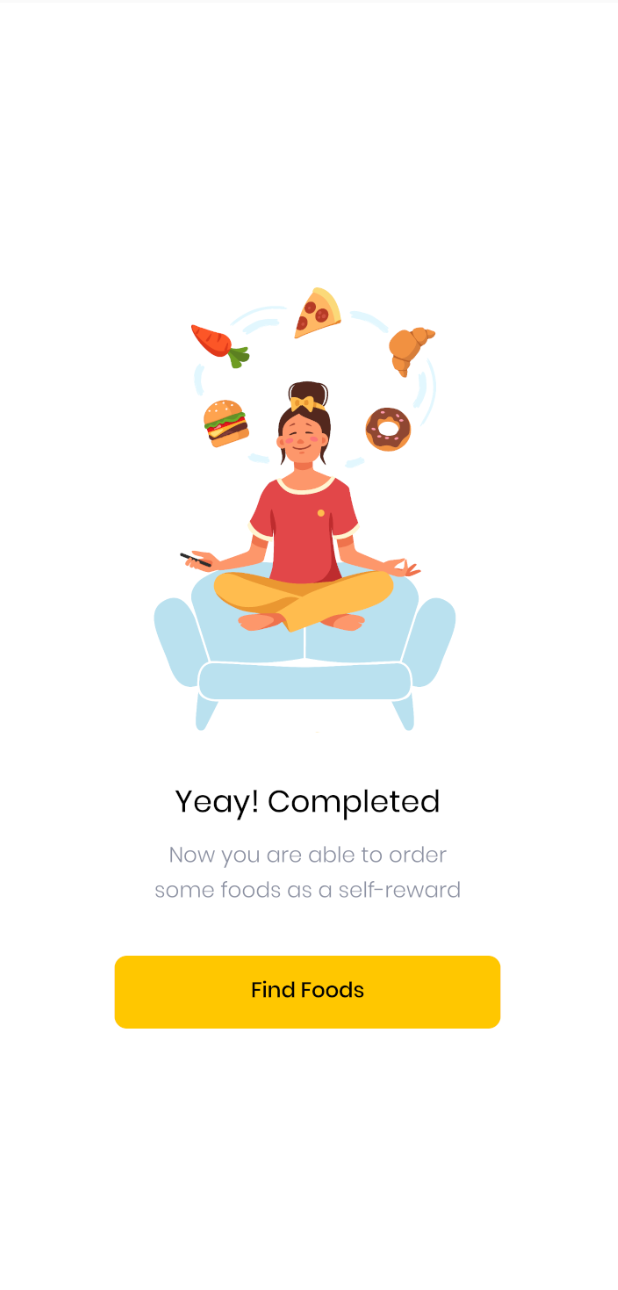 Yeay! Completed
Now you are able to order
some foods as a self-reward
Find Foods